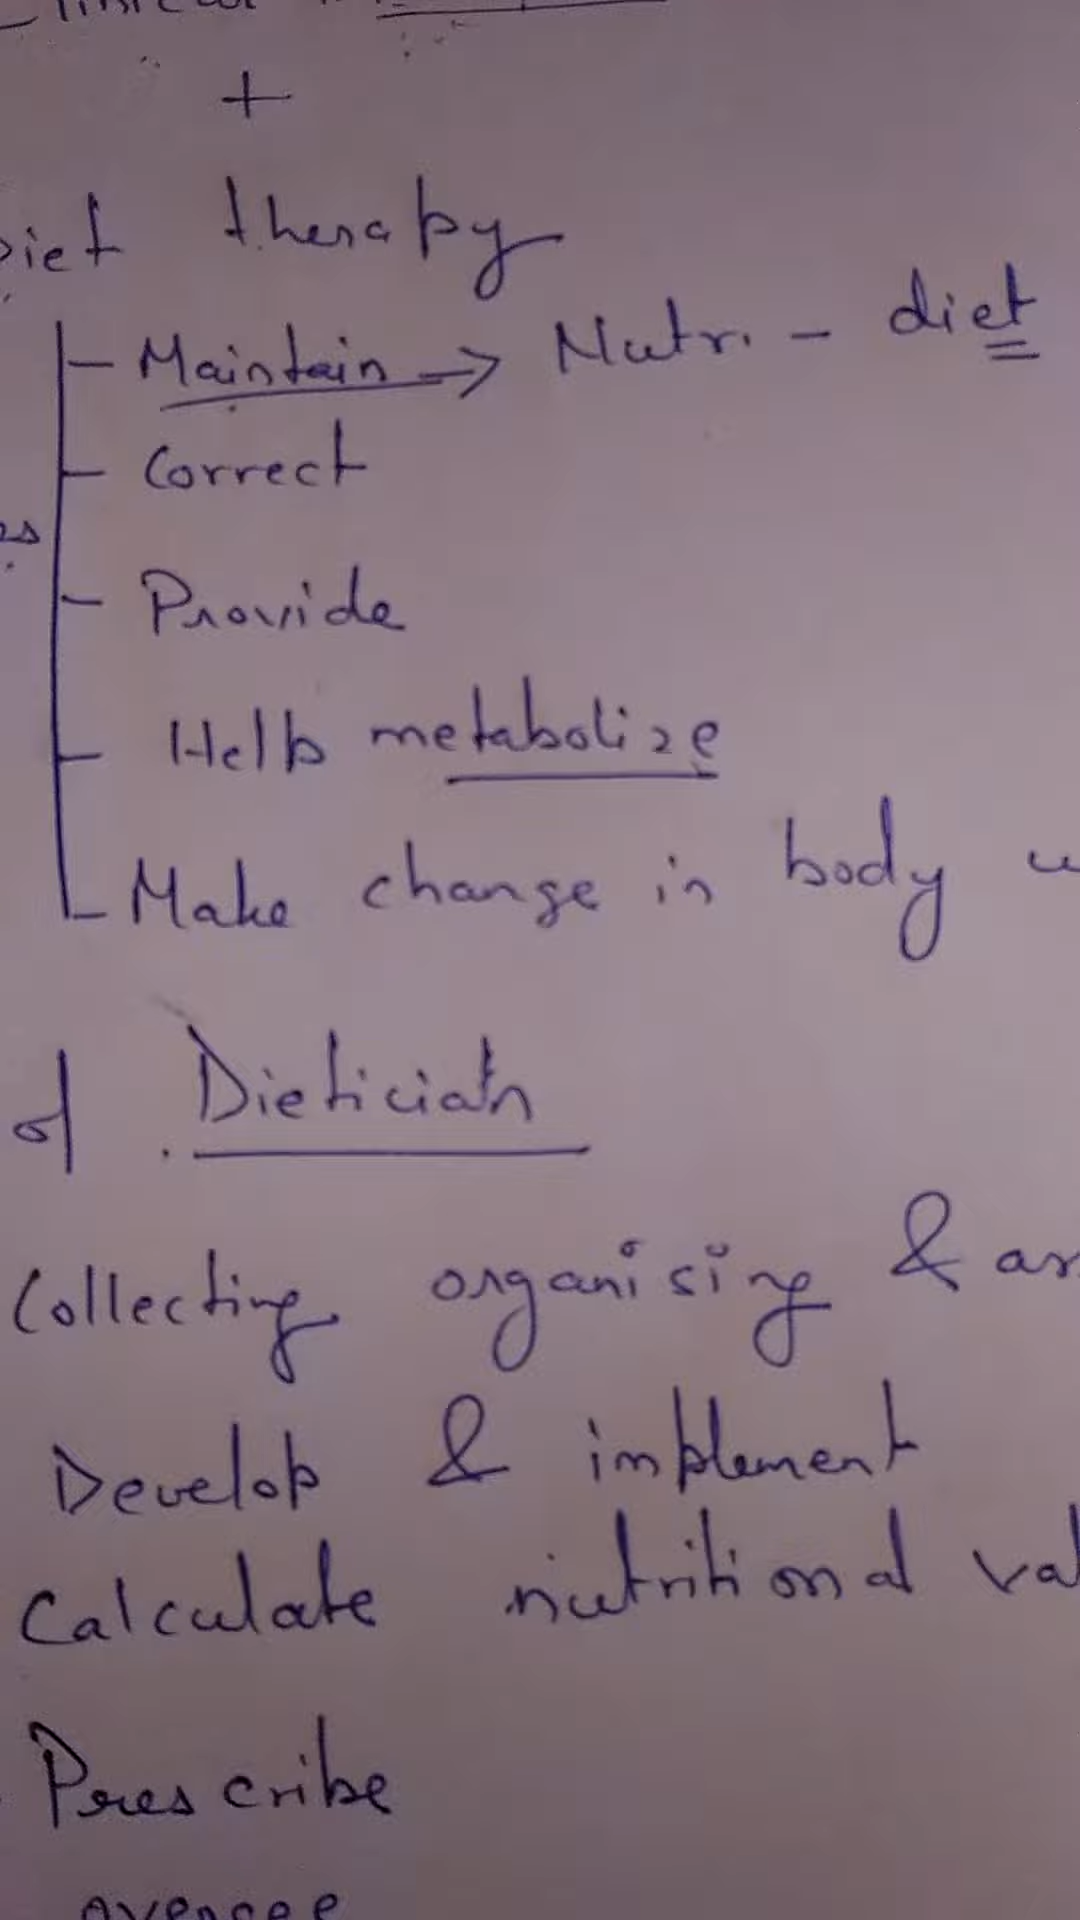 +
Diet therapy
Maintain → Nutri. - diet
Correct
Provide
Help metabolize
Make change in body
of Dietician
Collecting organising &
Develop & implement
Calculate nutritional
Prescribe